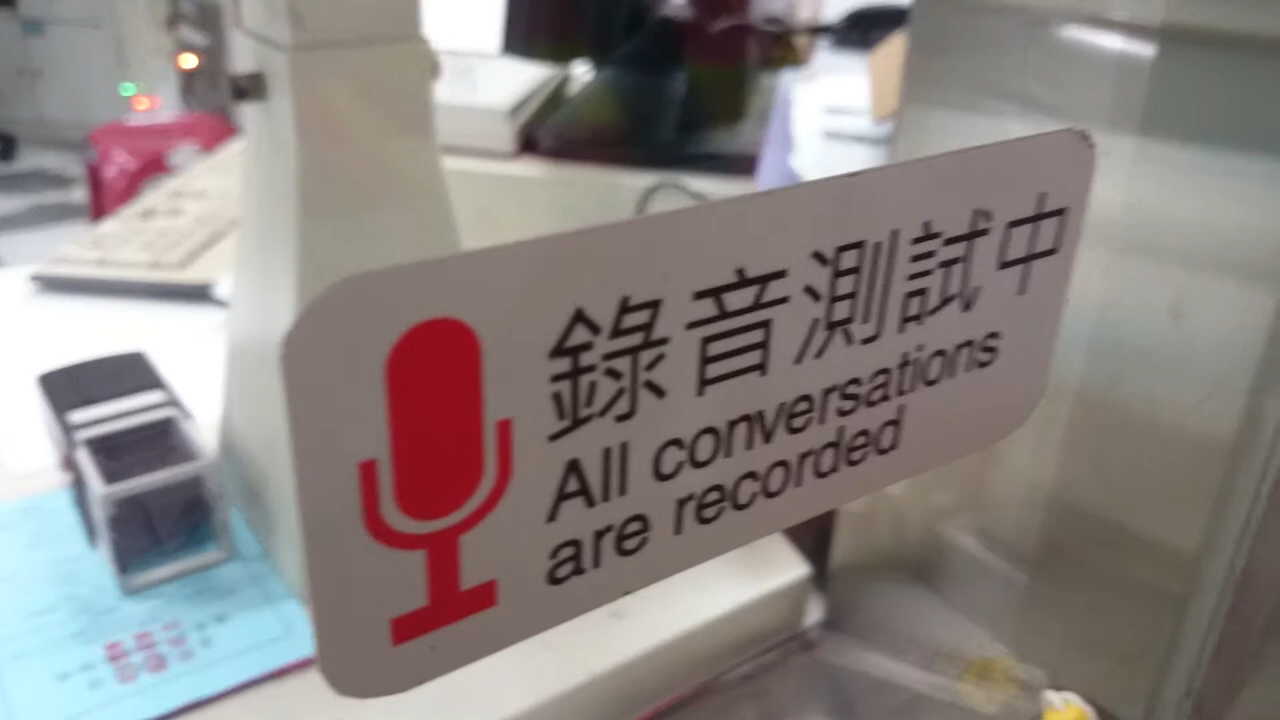 錄音測試中
All conversations
are recorded